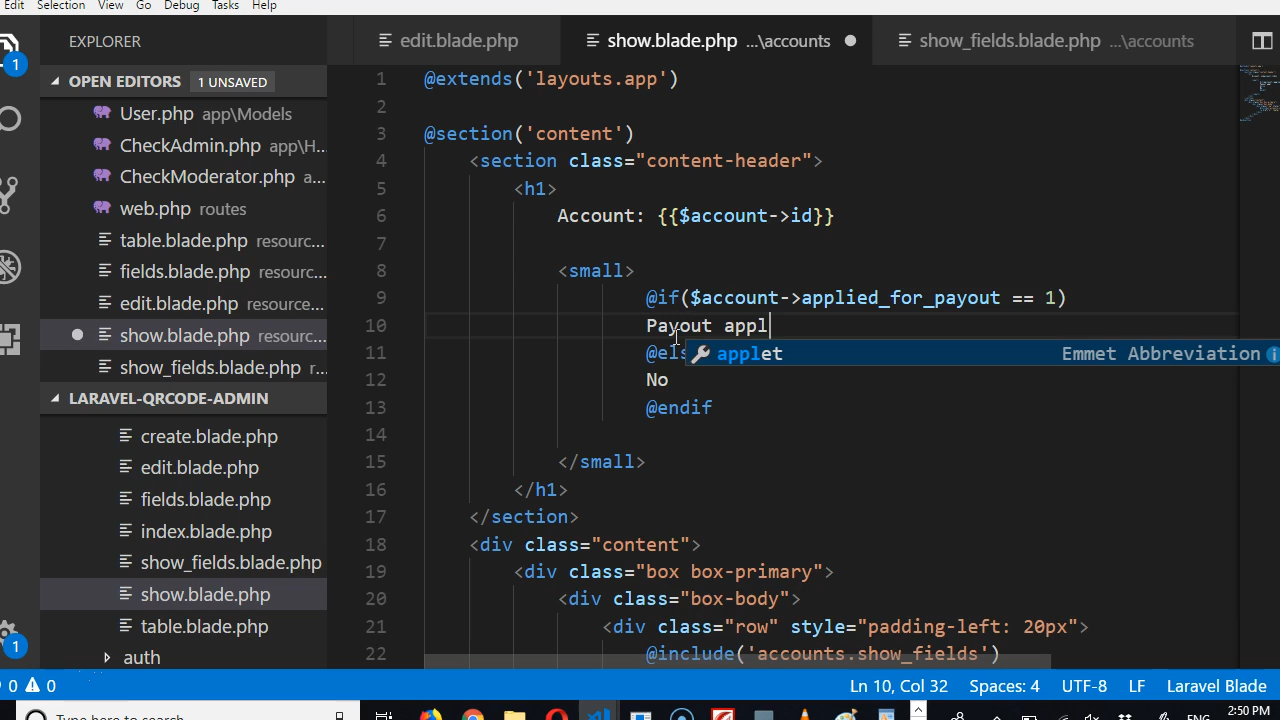 Edit Selection View Go Debug Tasks Help
EXPLORER
edit.blade.php
show.blade.php ...\accounts
show_fields.blade.php ...\accounts
1
OPEN EDITORS 1 UNSAVED
User.php app\Models
CheckAdmin.php app\H...
CheckModerator.php a...
web.php routes
table.blade.php resourc...
fields.blade.php resourc...
edit.blade.php resource...
show.blade.php resourc...
show_fields.blade.php r...
LARAVEL-QRCODE-ADMIN
create.blade.php
edit.blade.php
fields.blade.php
index.blade.php
show_fields.blade.php
show.blade.php
table.blade.php
auth
1
1 @extends('layouts.app')
2
3 @section('content')
4 <section class="content-header">
5 <h1>
6 Account: {{$account->id}}
7
8 <small>
9 @if($account->applied_for_payout == 1)
10 Payout appl
11 @els
applet Emmet Abbreviation
12 No
13 @endif
14
15 </small>
16 </h1>
17 </section>
18 <div class="content">
19 <div class="box box-primary">
20 <div class="box-body">
21 <div class="row" style="padding-left: 20px">
22 @include('accounts.show_fields')
0 0
Ln 10, Col 32 Spaces: 4 UTF-8 LF Laravel Blade
Type here to search
ENG
2:50 PM